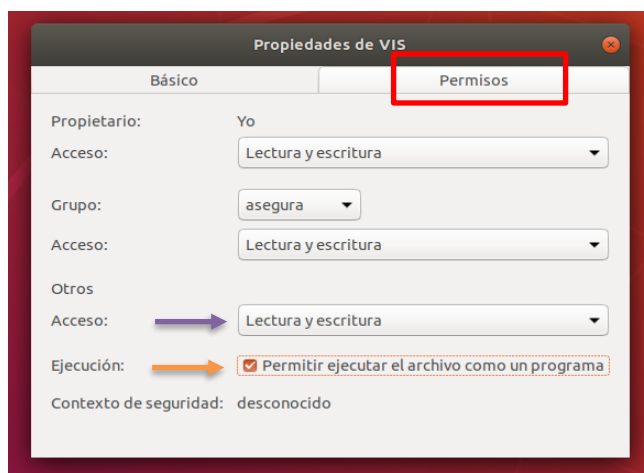 Propiedades de VIS
Básico Permisos
Propietario: Yo
Acceso: Lectura y escritura
Grupo: asegura
Acceso: Lectura y escritura
Otros
Acceso: Lectura y escritura
Ejecución: Permitir ejecutar el archivo como un programa
Contexto de seguridad: desconocido